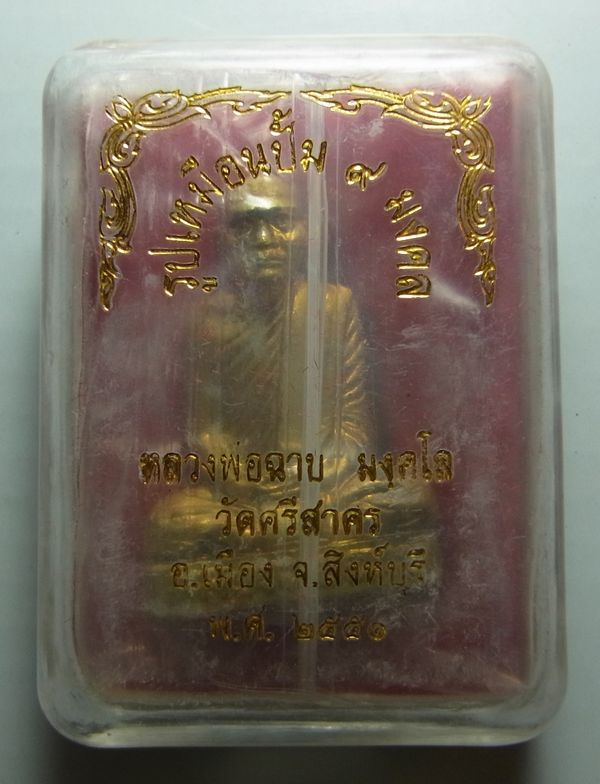 รูปเหมือนปั๊ม ๙ มงคล
หลวงพ่อฉาบ มงฺคโล
วัดศรีสาคร
อ.เมือง จ.สิงห์บุรี
พ.ศ. ๒๕๕๑